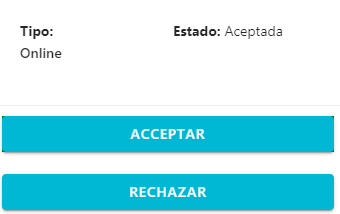 Tipo: Estado: Aceptada
Online
ACCEPTAR
RECHAZAR